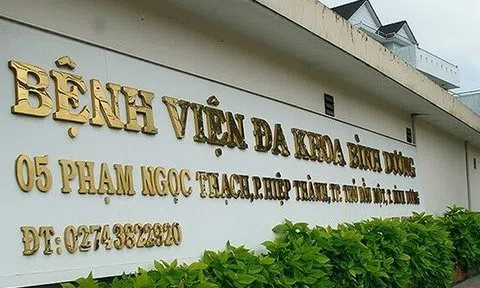 BỆNH VIỆN ĐA KHOA BÌNH DƯƠNG
05 PHẠM NGỌC THẠCH, P. HIỆP THÀNH, TP. THỦ DẦU MỘT, T. BÌNH DƯƠNG
ĐT: 02743822920